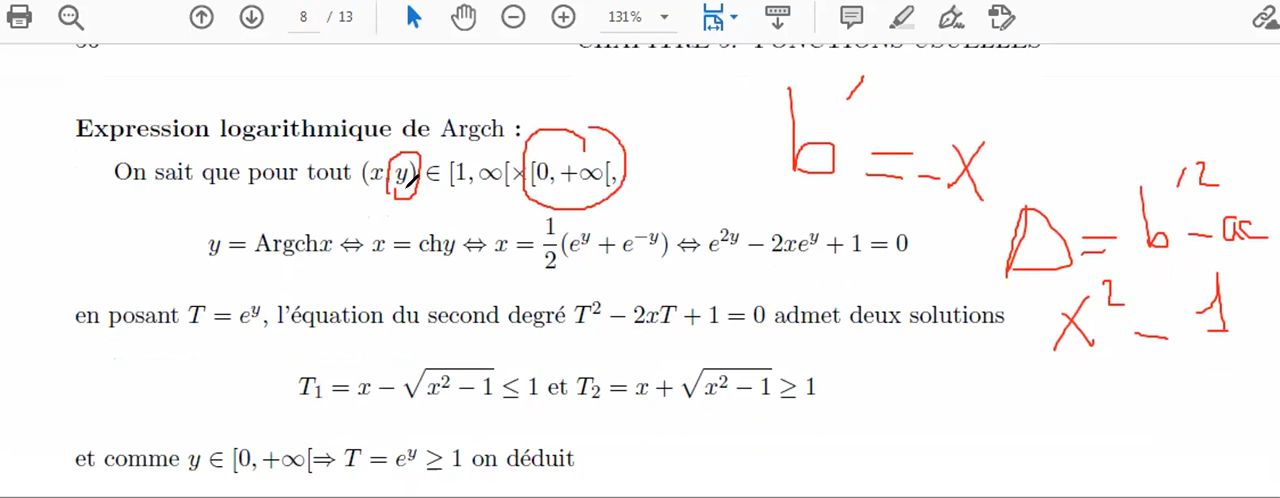 8 / 13
131%
Expression logarithmique de Argch :
On sait que pour tout (x, y) ∈ [1, ∞[×[0, +∞[,
y = Argchx ⇔ x = chy ⇔ x = 1/2(e^y + e^{-y}) ⇔ e^{2y} − 2xe^y + 1 = 0
en posant T = e^y, l'équation du second degré T² − 2xT + 1 = 0 admet deux solutions
T₁ = x − √(x² − 1) ≤ 1 et T₂ = x + √(x² − 1) ≥ 1
et comme y ∈ [0, +∞[⇒ T = e^y ≥ 1 on déduit
b' = -x
Δ = b'² - ac
x² - 1